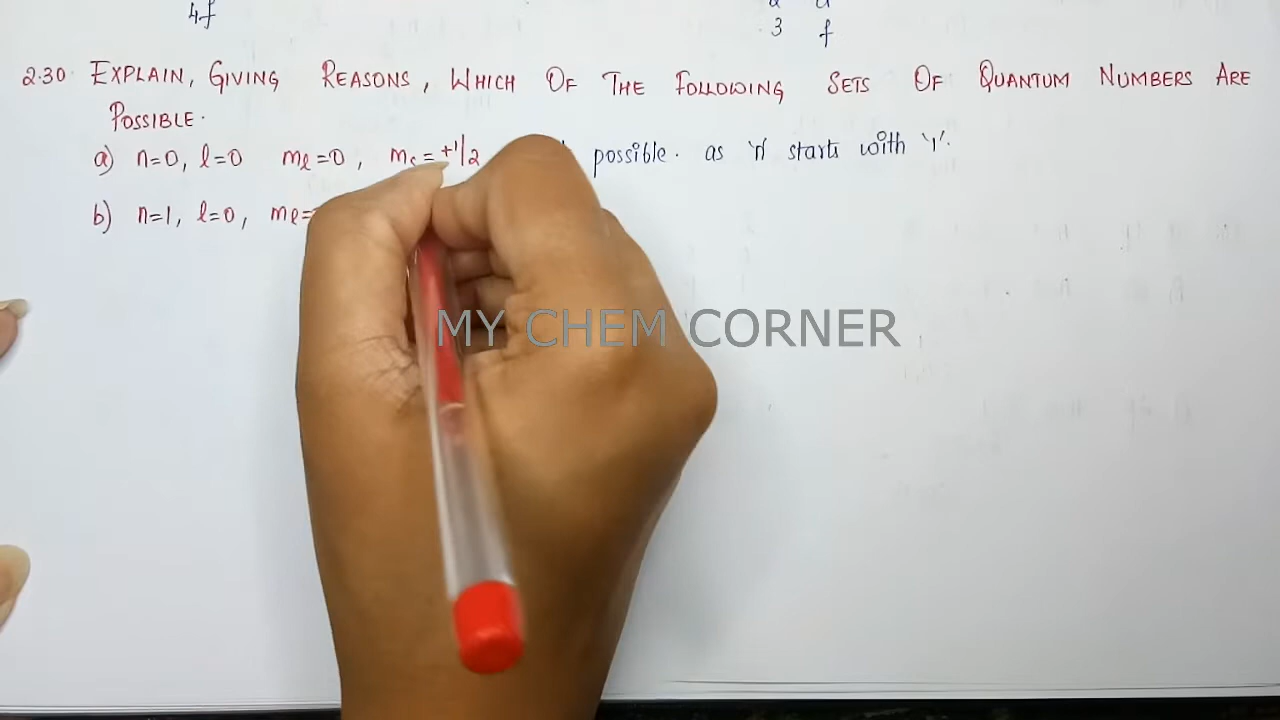 4f
3 f
2.30 EXPLAIN, GIVING REASONS, WHICH OF THE FOLLOWING SETS OF QUANTUM NUMBERS ARE
POSSIBLE.
a) n=0, l=0 ml=0, ms=+1/2 possible. as 'n' starts with '1'.
b) n=1, l=0, ml=
MY CHEM CORNER